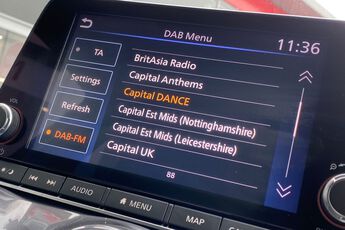 DAB Menu
11:36
TA
Settings
Refresh
DAB-FM
BritAsia Radio
Capital Anthems
Capital DANCE
Capital Est Mids (Nottinghamshire)
Capital Est Mids (Leicestershire)
Capital UK
88
VOL
AUDIO
MENU
MAP